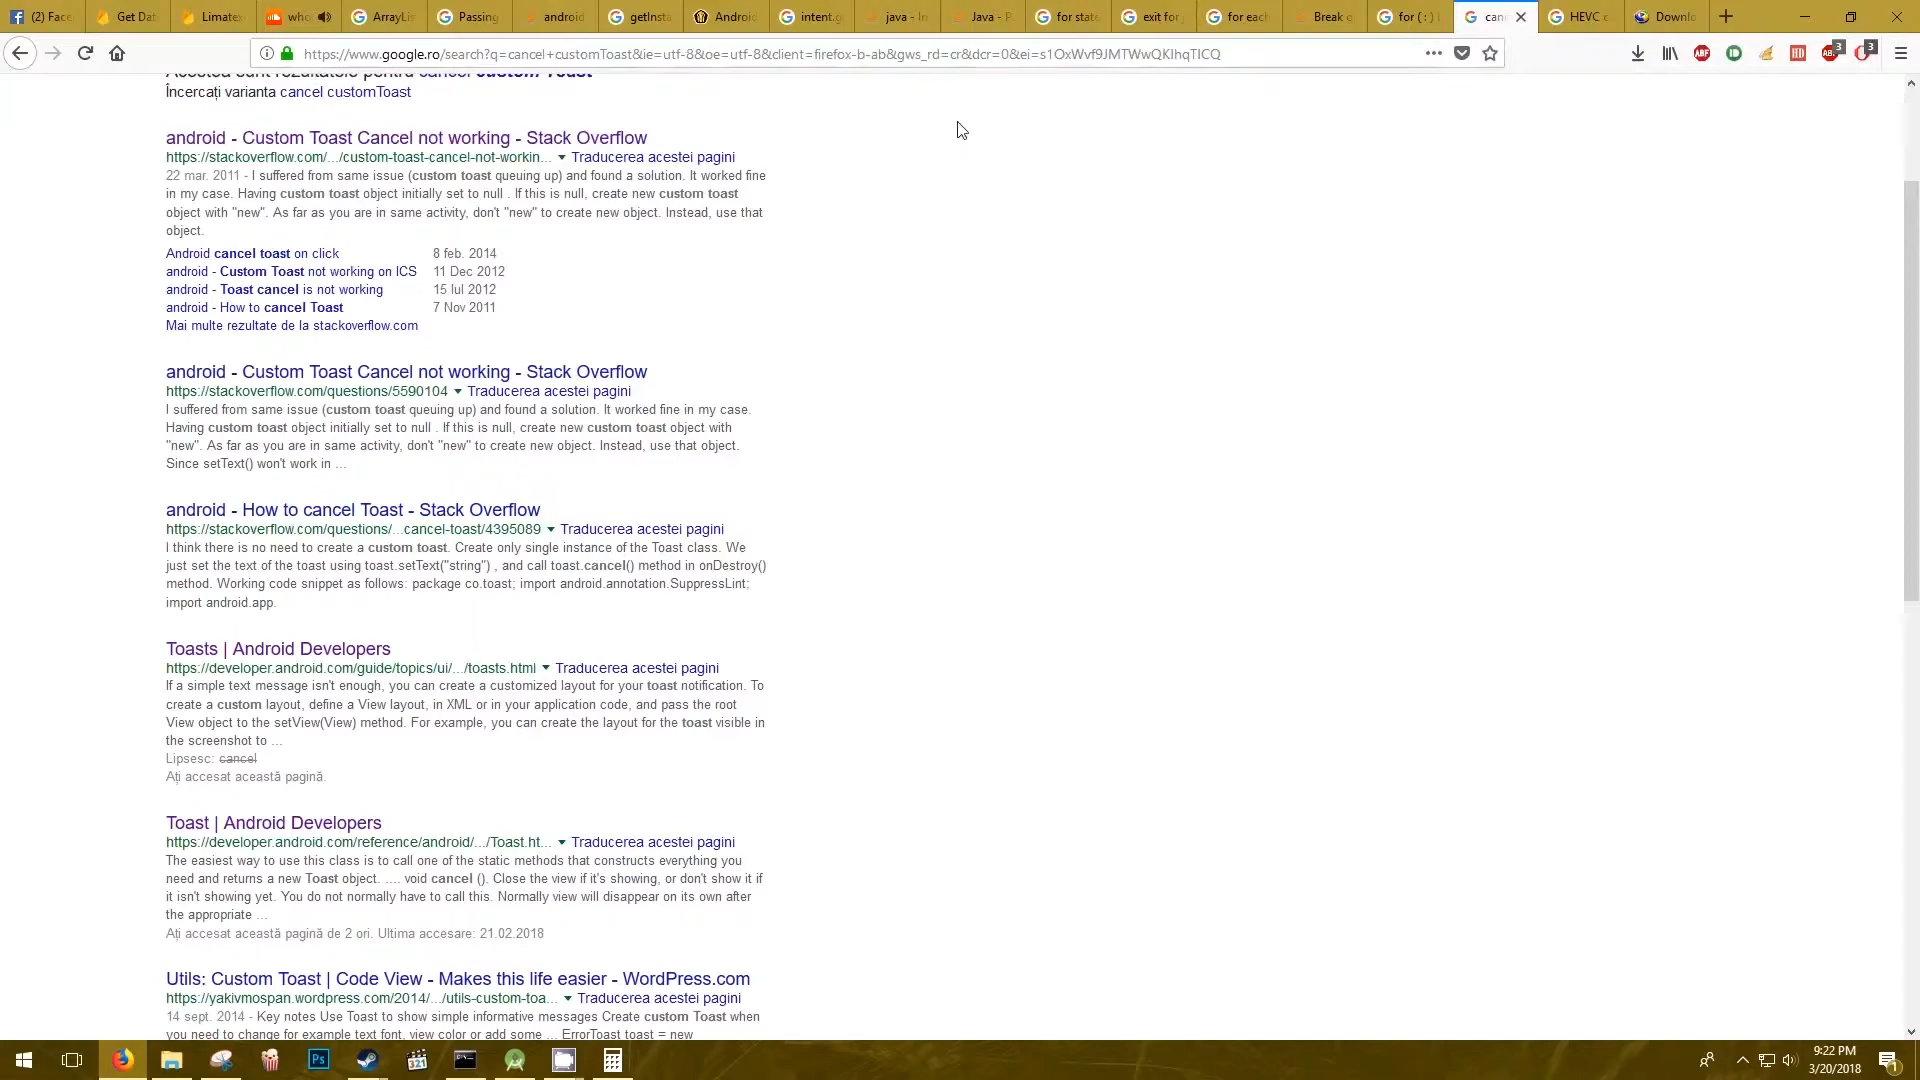 (2) Face
Get Dat
Limatex
who
ArrayLis
Passing
android
getInsta
Androi
intent.g
java - In
Java - P
for state
exit for
for each
Break o
for ( : ) l
can
HEVC c
Downlo
https://www.google.ro/search?q=cancel+customToast&ie=utf-8&oe=utf-8&client=firefox-b-ab&gws_rd=cr&dcr=0&ei=s1OxWvf9JMTWwQKIhqTICQ
Acestea sunt rezultatele pentru cancel custom Toast
Încercați varianta cancel customToast
android - Custom Toast Cancel not working - Stack Overflow
https://stackoverflow.com/.../custom-toast-cancel-not-workin... Traducerea acestei pagini
22 mar. 2011 - I suffered from same issue (custom toast queuing up) and found a solution. It worked fine
in my case. Having custom toast object initially set to null . If this is null, create new custom toast
object with "new". As far as you are in same activity, don't "new" to create new object. Instead, use that
object.
Android cancel toast on click 8 feb. 2014
android - Custom Toast not working on ICS 11 Dec 2012
android - Toast cancel is not working 15 Iul 2012
android - How to cancel Toast 7 Nov 2011
Mai multe rezultate de la stackoverflow.com
android - Custom Toast Cancel not working - Stack Overflow
https://stackoverflow.com/questions/5590104 Traducerea acestei pagini
I suffered from same issue (custom toast queuing up) and found a solution. It worked fine in my case.
Having custom toast object initially set to null . If this is null, create new custom toast object with
"new". As far as you are in same activity, don't "new" to create new object. Instead, use that object.
Since setText() won't work in ...
android - How to cancel Toast - Stack Overflow
https://stackoverflow.com/questions/...cancel-toast/4395089 Traducerea acestei pagini
I think there is no need to create a custom toast. Create only single instance of the Toast class. We
just set the text of the toast using toast.setText("string") , and call toast.cancel() method in onDestroy()
method. Working code snippet as follows: package co.toast; import android.annotation.SuppressLint;
import android.app.
Toasts | Android Developers
https://developer.android.com/guide/topics/ui/.../toasts.html Traducerea acestei pagini
If a simple text message isn't enough, you can create a customized layout for your toast notification. To
create a custom layout, define a View layout, in XML or in your application code, and pass the root
View object to the setView(View) method. For example, you can create the layout for the toast visible in
the screenshot to ...
Lipsesc: cancel
Ați accesat această pagină.
Toast | Android Developers
https://developer.android.com/reference/android/.../Toast.ht... Traducerea acestei pagini
The easiest way to use this class is to call one of the static methods that constructs everything you
need and returns a new Toast object. .... void cancel (). Close the view if it's showing, or don't show it if
it isn't showing yet. You do not normally have to call this. Normally view will disappear on its own after
the appropriate ...
Ați accesat această pagină de 2 ori. Ultima accesare: 21.02.2018
Utils: Custom Toast | Code View - Makes this life easier - WordPress.com
https://yakivmospan.wordpress.com/2014/.../utils-custom-toa... Traducerea acestei pagini
14 sept. 2014 - Key notes Use Toast to show simple informative messages Create custom Toast when
you need to change for example text font, view color or add some ... ErrorToast toast = new
9:22 PM
3/20/2018